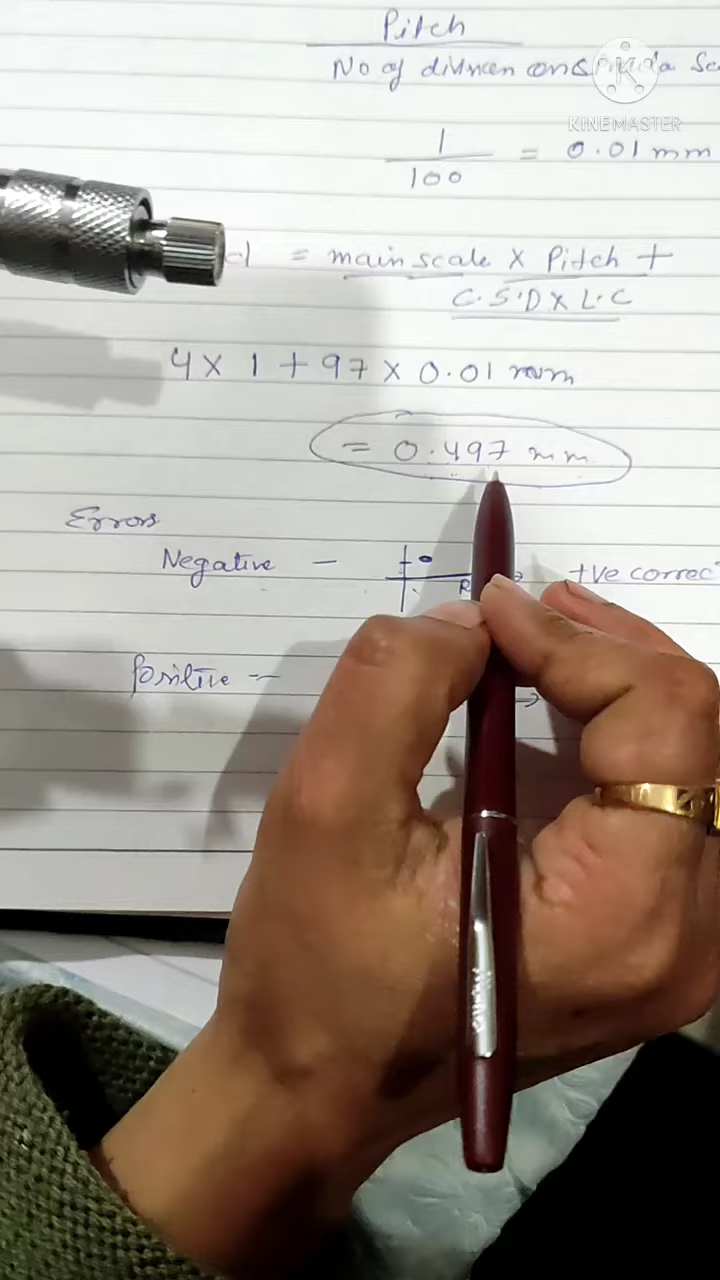 Pitch
No of divisen on
KINEMASTER
1
100
= 0.01 mm
d = main scale x Pitch +
C.S.D x L.C
4 x 1 + 97 x 0.01 mm
= 0.497 mm
Errors
Negative - +ve correc
Positive -